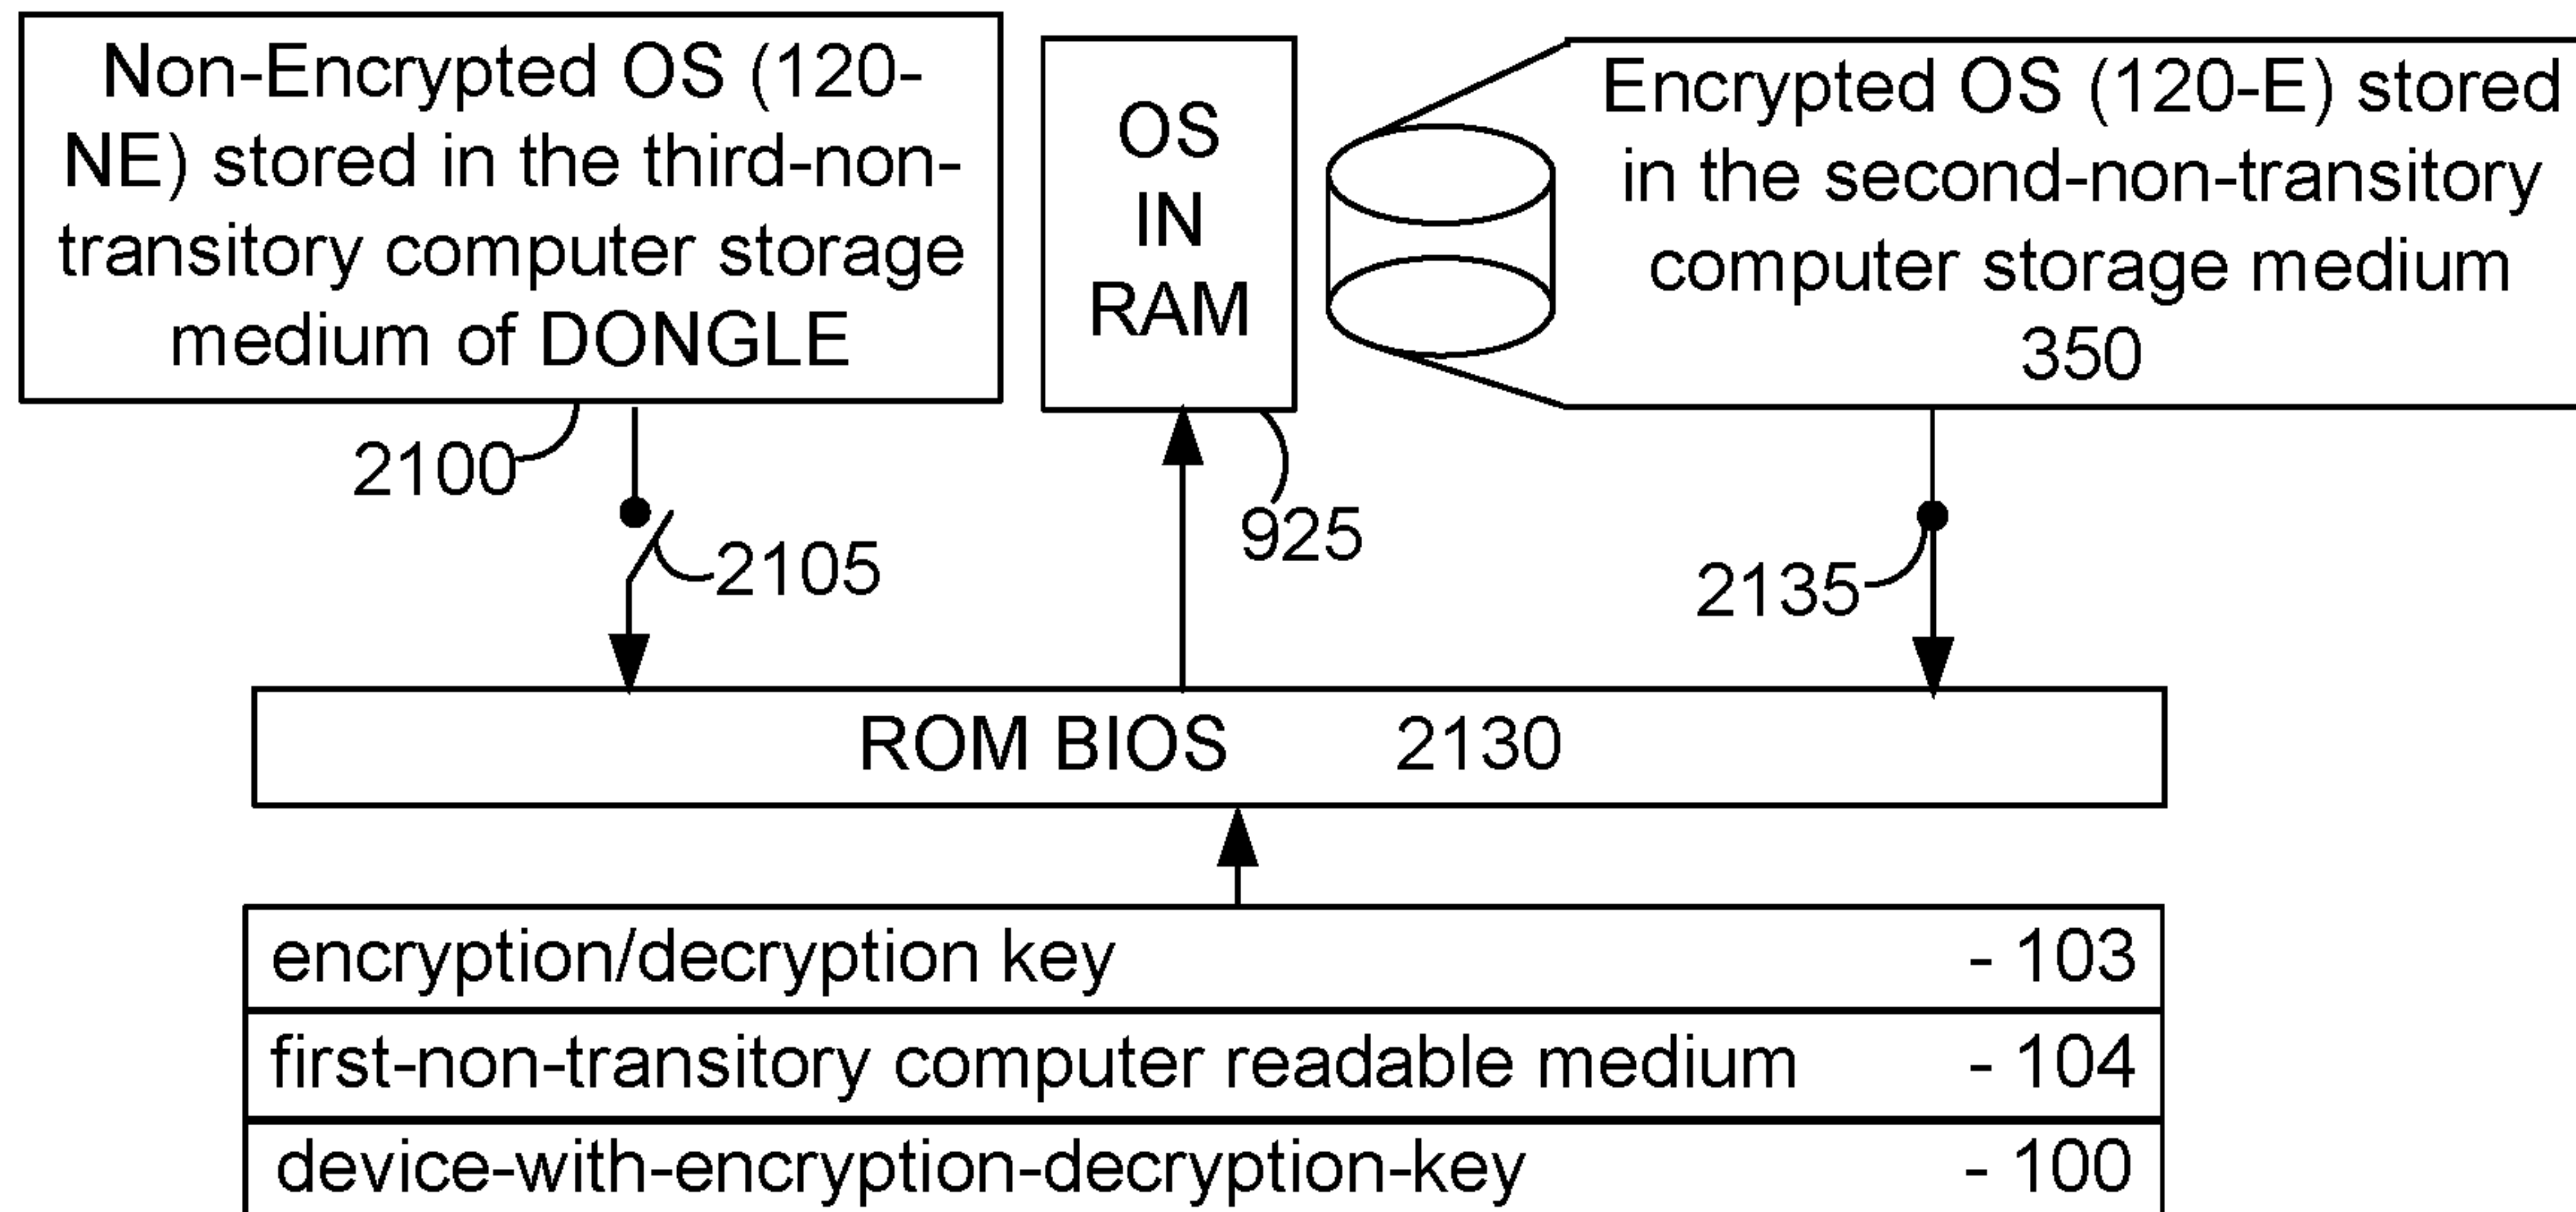 Non-Encrypted OS (120-
NE) stored in the third-non-
transitory computer storage
medium of DONGLE
OS
IN
RAM
Encrypted OS (120-E) stored
in the second-non-transitory
computer storage medium
350
2100
2105
925
2135
ROM BIOS 2130
encryption/decryption key - 103
first-non-transitory computer readable medium - 104
device-with-encryption-decryption-key - 100